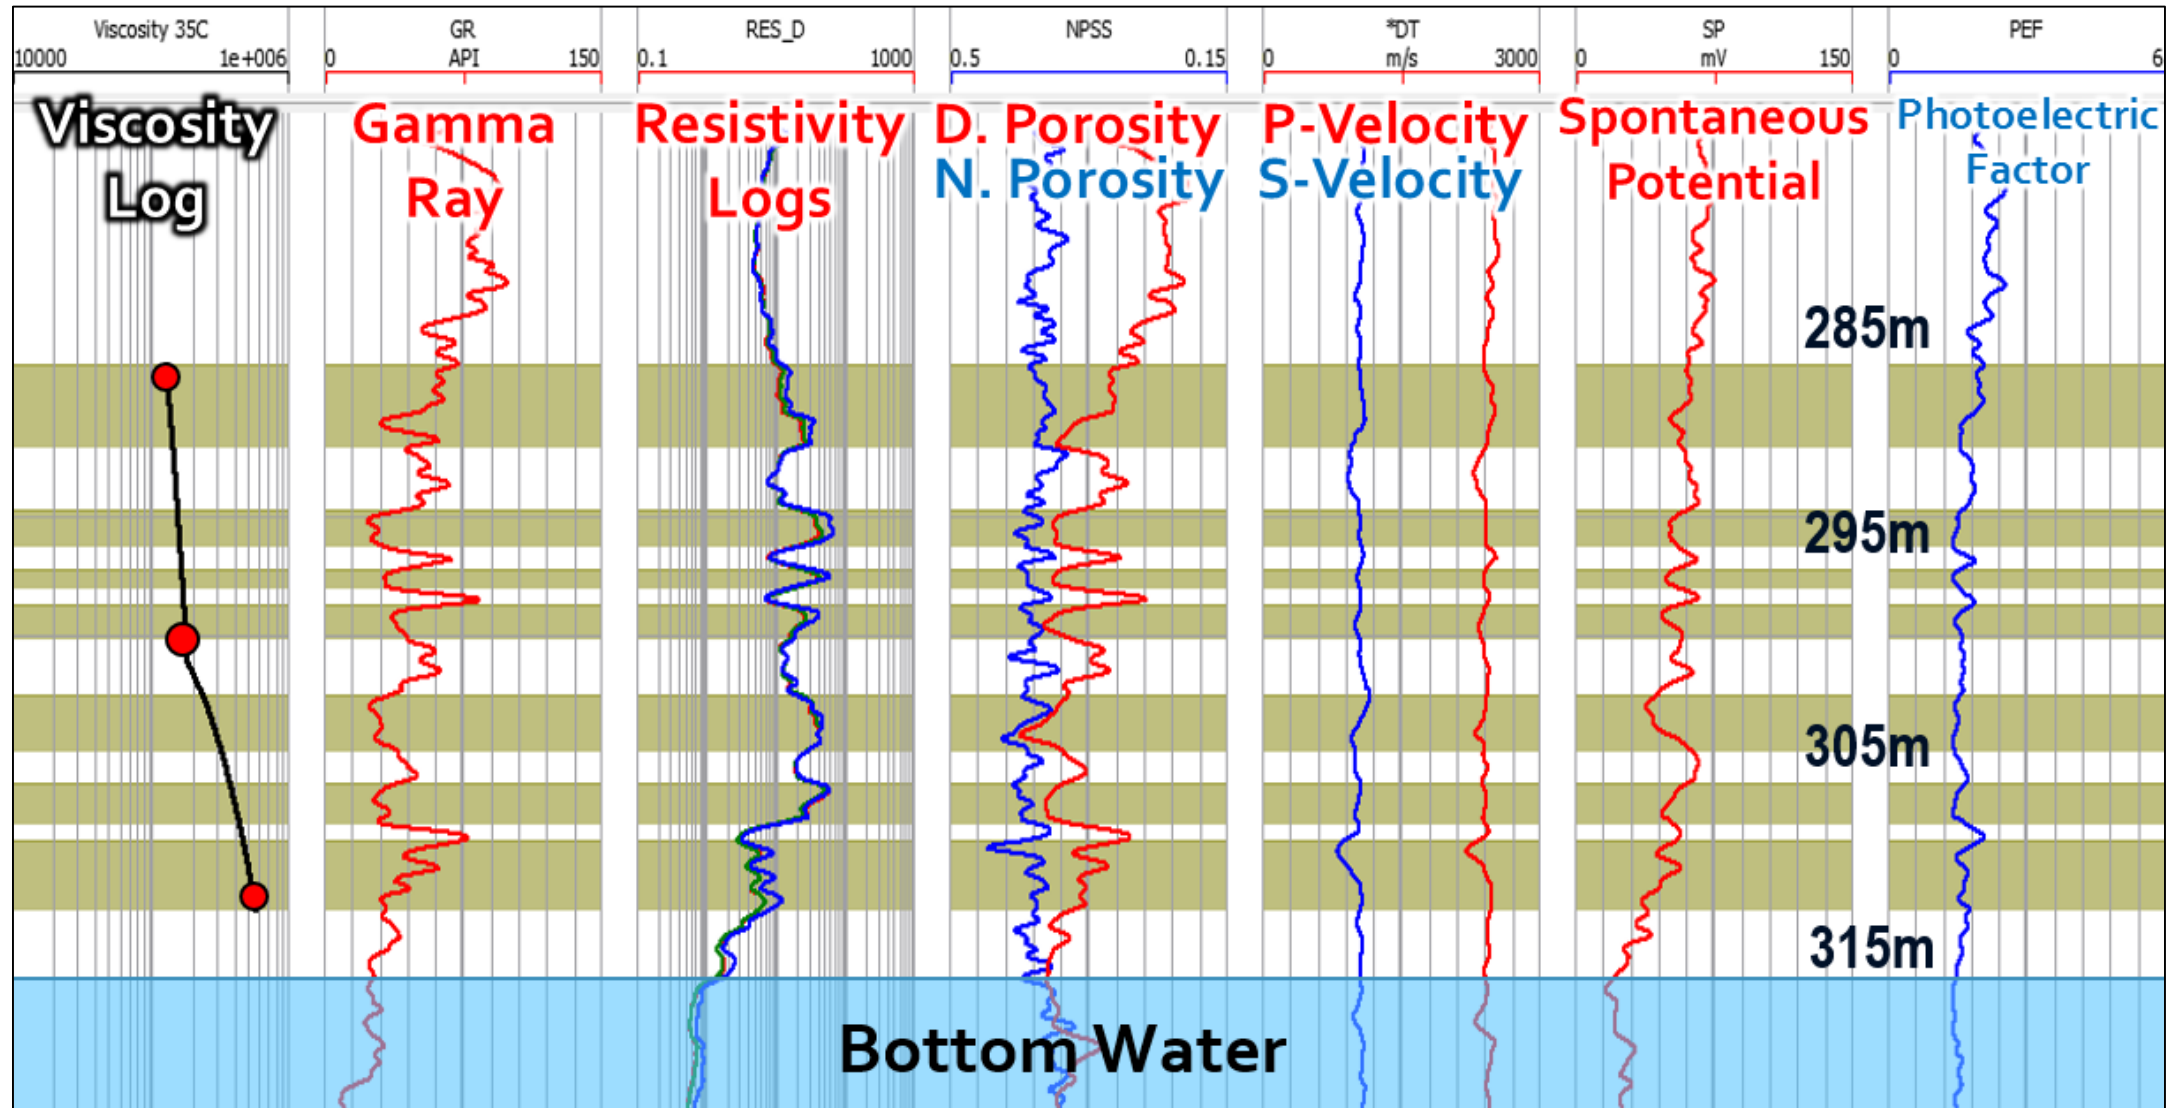 Viscosity 35C
10000 1e+006
GR
0 API 150
RES_D
0.1 1000
NPSS
0.5 0.15
*DT
0 m/s 3000
SP
0 mV 150
PEF
0 6
Viscosity
Log
Gamma
Ray
Resistivity
Logs
D. Porosity
N. Porosity
P-Velocity
S-Velocity
Spontaneous
Potential
Photoelectric
Factor
285m
295m
305m
315m
Bottom Water